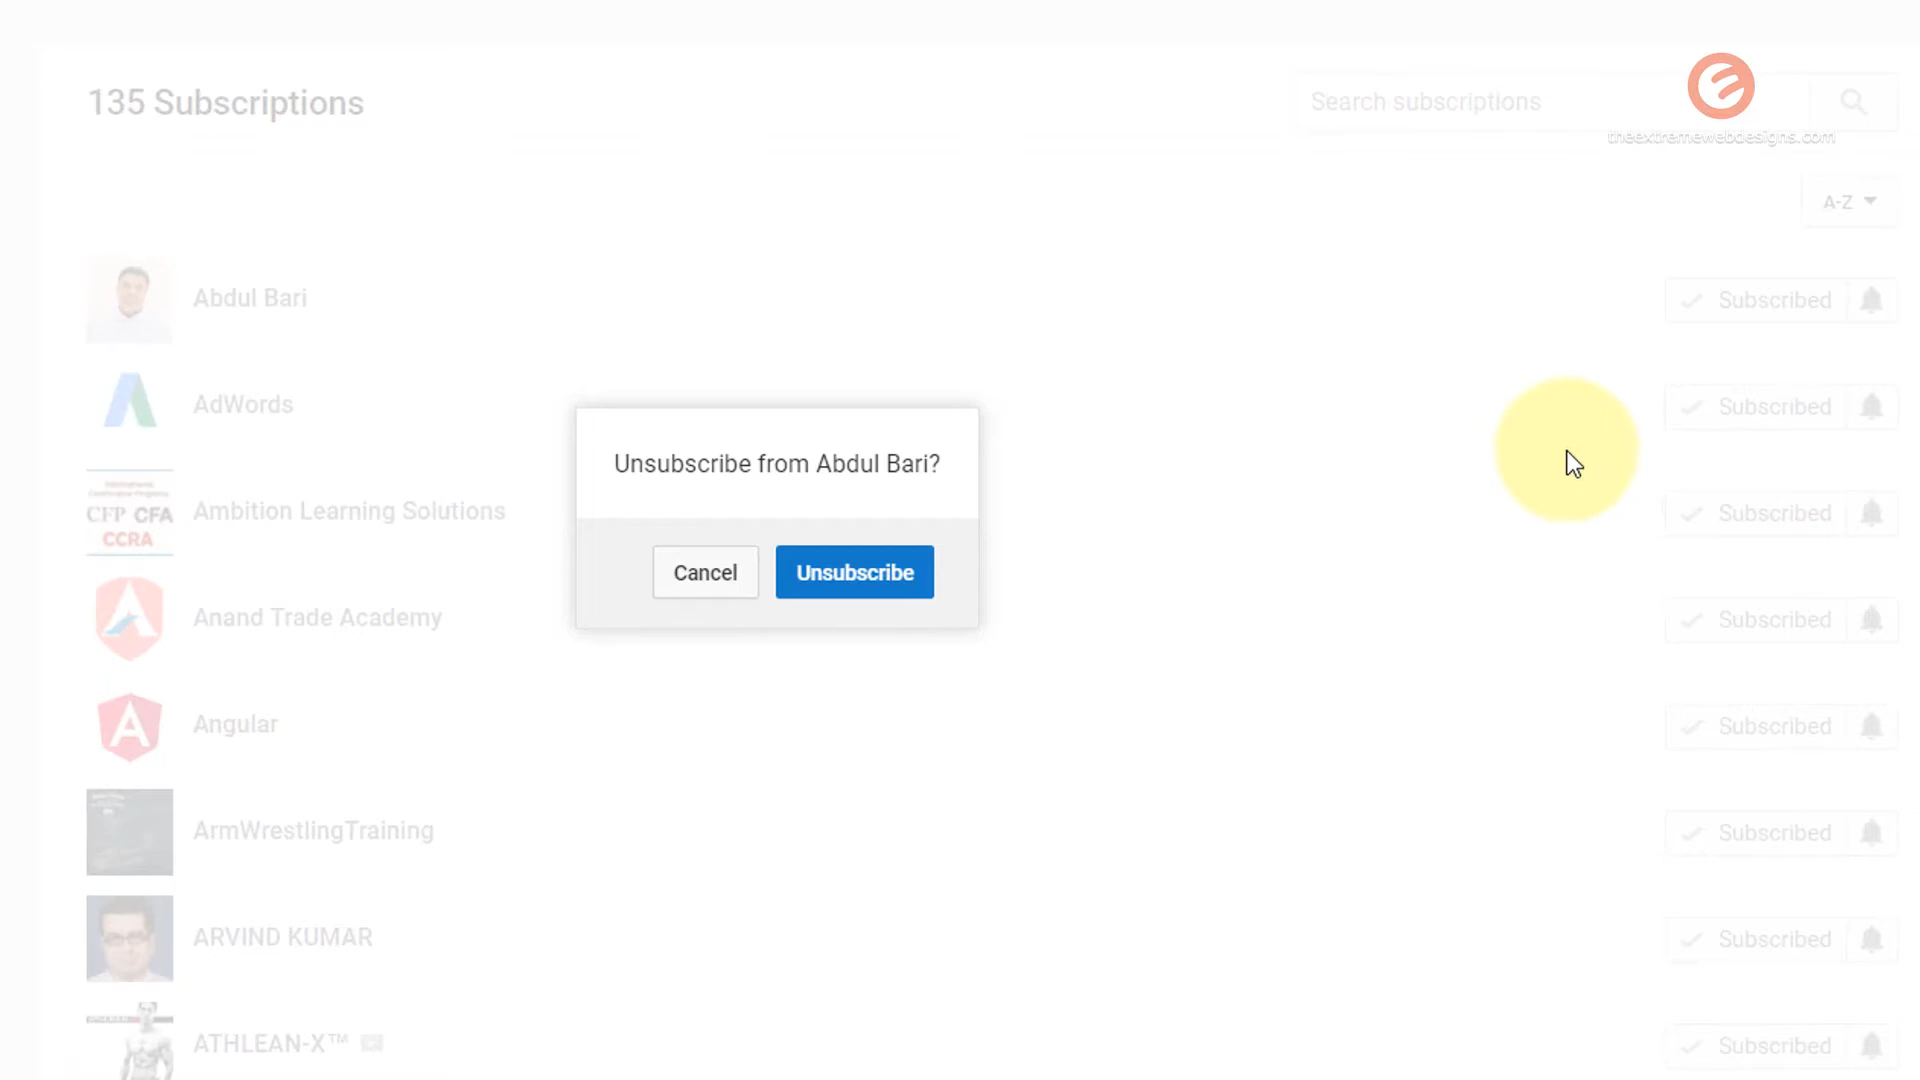 135 Subscriptions
Search subscriptions
theextremewebdesigns.com
A-Z
Abdul Bari
Subscribed
AdWords
Subscribed
Unsubscribe from Abdul Bari?
CFP CFA
CCRA
Ambition Learning Solutions
Subscribed
Cancel
Unsubscribe
Anand Trade Academy
Subscribed
Angular
Subscribed
ArmWrestlingTraining
Subscribed
ARVIND KUMAR
Subscribed
ATHLEAN-X™
Subscribed